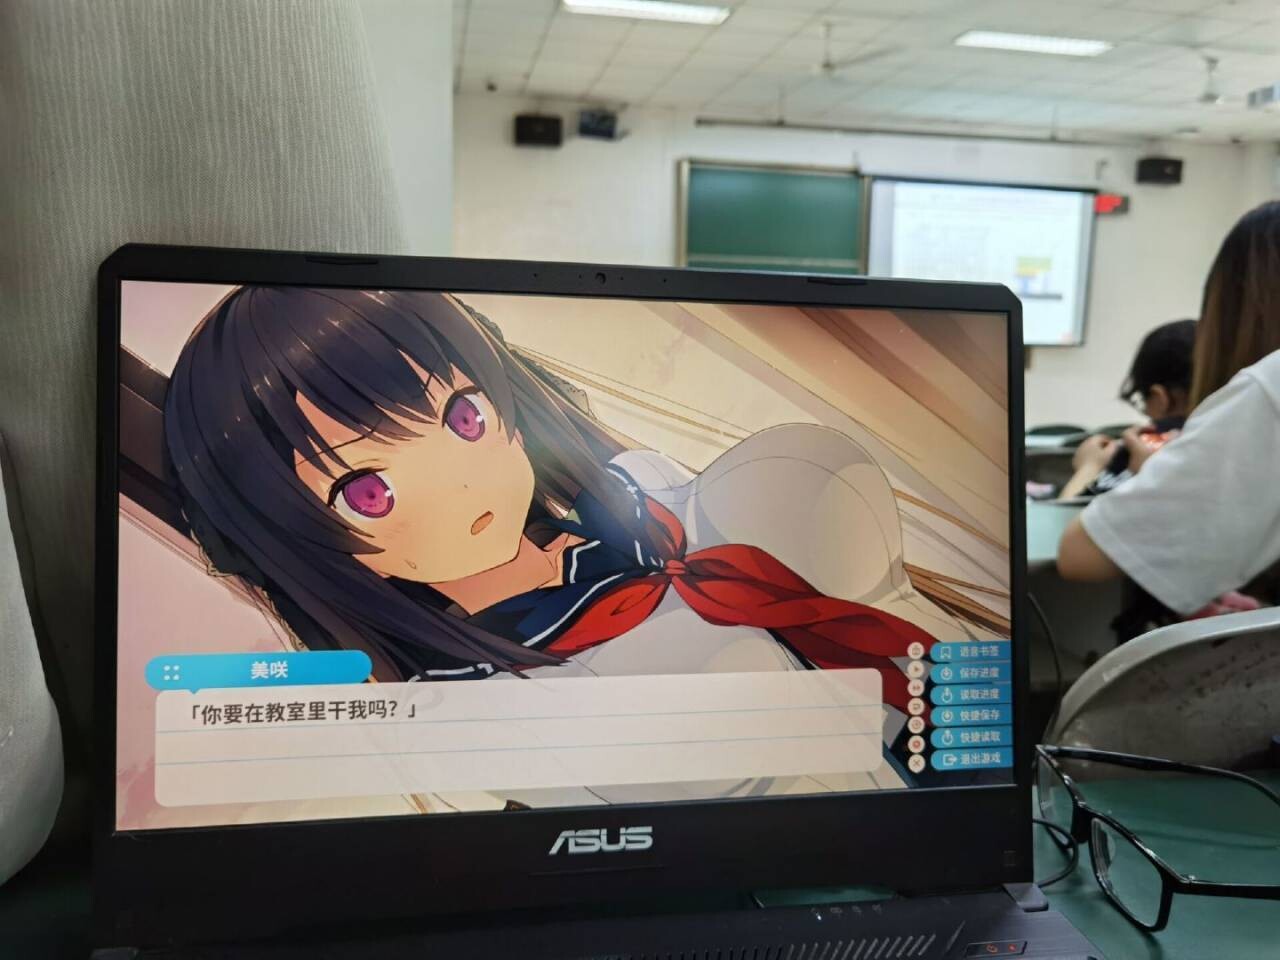 美咲
「你要在教室里干我吗？」
语音书签
保存进度
读取进度
快捷保存
快捷读取
退出游戏
ASUS